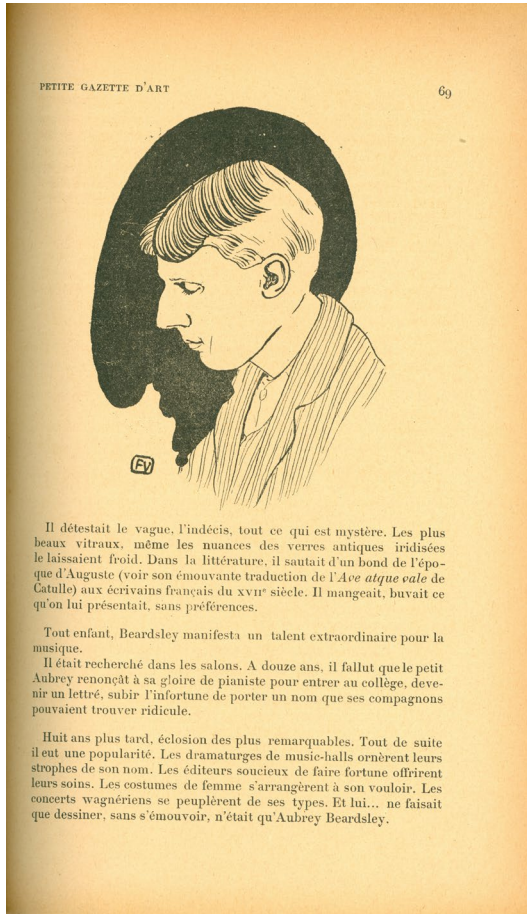 PETITE GAZETTE D'ART
69
FV
Il détestait le vague, l'indécis, tout ce qui est mystère. Les plus
beaux vitraux, même les nuances des verres antiques iridisées
le laissaient froid. Dans la littérature, il sautait d'un bond de l'épo-
que d'Auguste (voir son émouvante traduction de l'Ave atque vale de
Catulle) aux écrivains français du XVIIe siècle. Il mangeait, buvait ce
qu'on lui présentait, sans préférences.
Tout enfant, Beardsley manifesta un talent extraordinaire pour la
musique.
Il était recherché dans les salons. A douze ans, il fallut que le petit
Aubrey renonçât à sa gloire de pianiste pour entrer au collège, deve-
nir un lettré, subir l'infortune de porter un nom que ses compagnons
pouvaient trouver ridicule.
Huit ans plus tard, éclosion des plus remarquables. Tout de suite
il eut une popularité. Les dramaturges de music-halls ornèrent leurs
strophes de son nom. Les éditeurs soucieux de faire fortune offrirent
leurs soins. Les costumes de femme s'arrangèrent à son vouloir. Les
concerts wagnériens se peuplèrent de ses types. Et lui... ne faisait
que dessiner, sans s'émouvoir, n'était qu'Aubrey Beardsley.